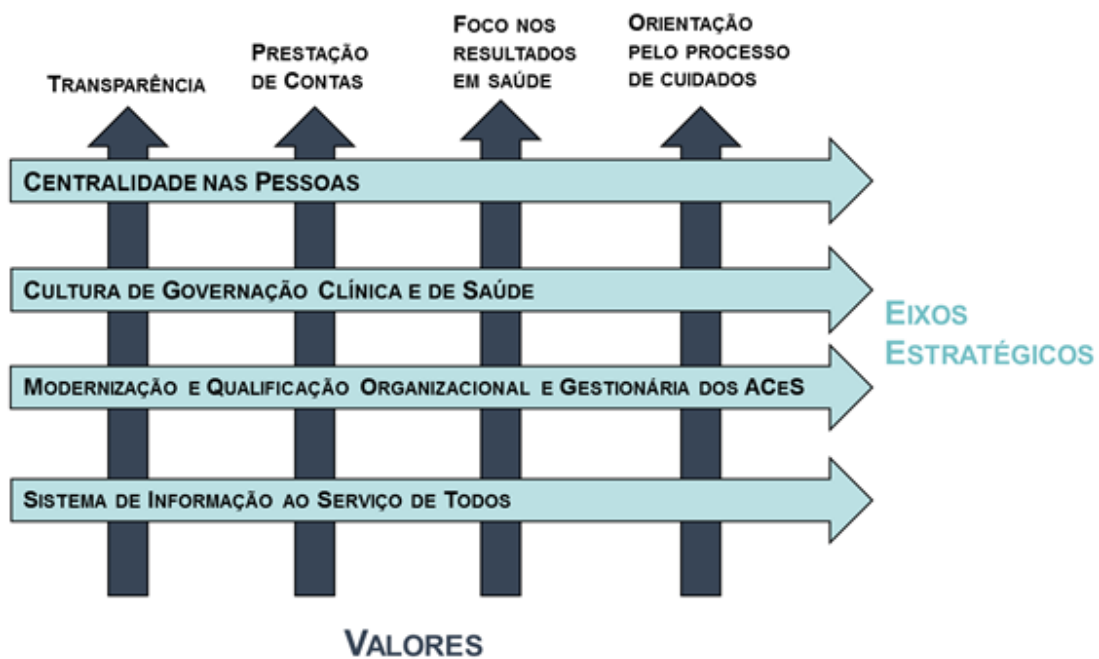 TRANSPARÊNCIA
PRESTAÇÃO
DE CONTAS
FOCO NOS
RESULTADOS
EM SAÚDE
ORIENTAÇÃO
PELO PROCESSO
DE CUIDADOS
CENTRALIDADE NAS PESSOAS
CULTURA DE GOVERNAÇÃO CLÍNICA E DE SAÚDE
MODERNIZAÇÃO E QUALIFICAÇÃO ORGANIZACIONAL E GESTIONÁRIA DOS ACES
SISTEMA DE INFORMAÇÃO AO SERVIÇO DE TODOS
EIXOS
ESTRATÉGICOS
VALORES